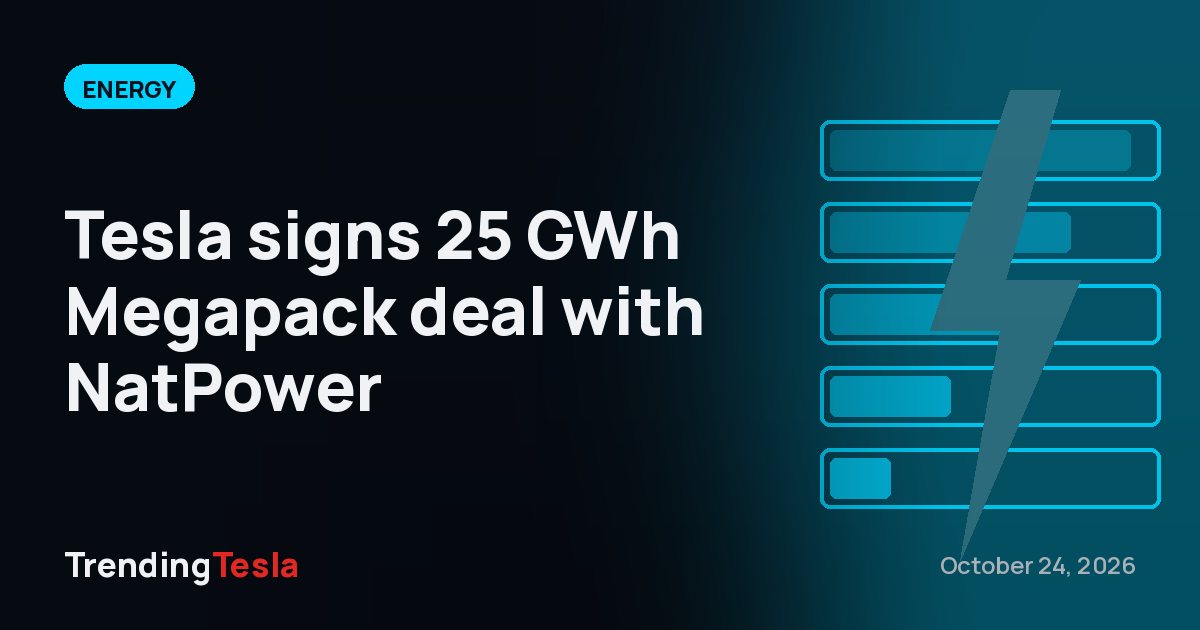 ENERGY
Tesla signs 25 GWh
Megapack deal with
NatPower
TrendingTesla
October 24, 2026